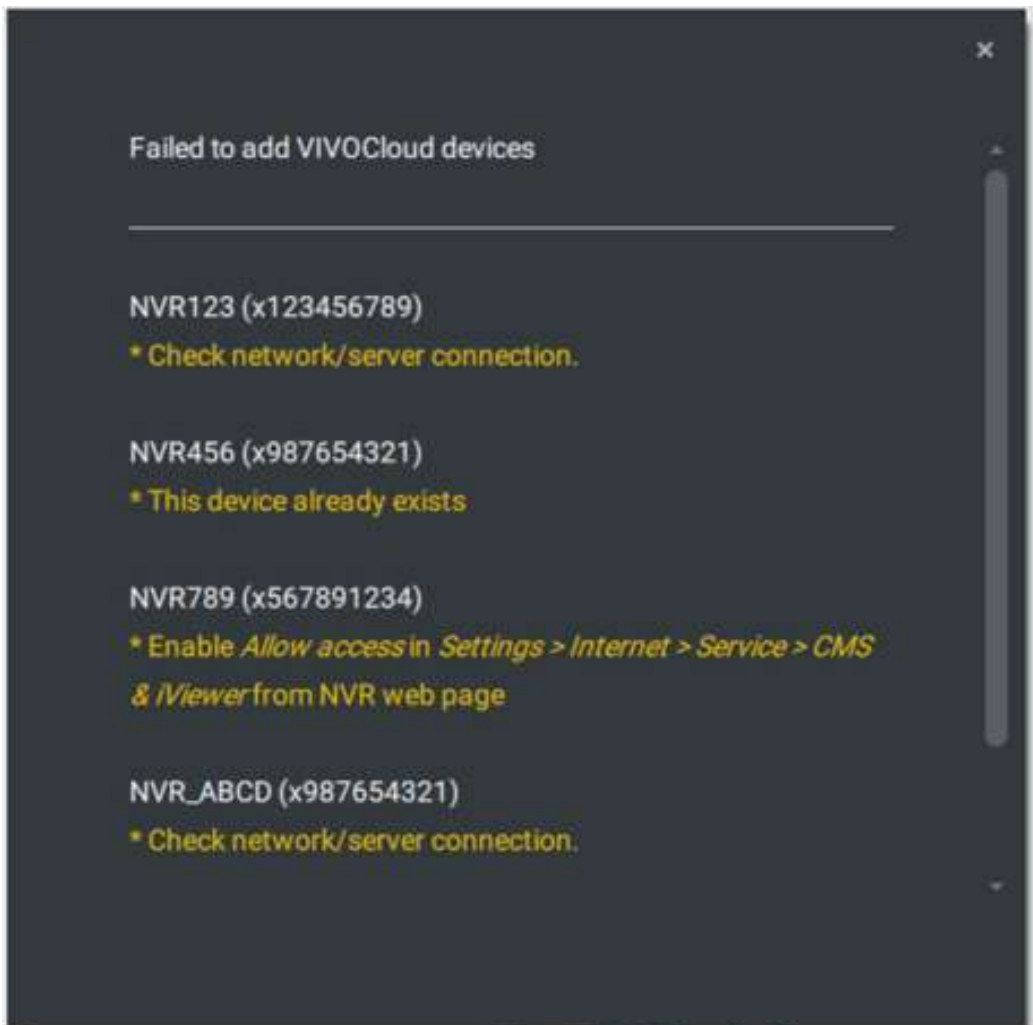 Failed to add VIVOCloud devices
NVR123 (x123456789)
* Check network/server connection.
NVR456 (x987654321)
* This device already exists
NVR789 (x567891234)
* Enable Allow access in Settings > Internet > Service > CMS
& iViewer from NVR web page
NVR_ABCD (x987654321)
* Check network/server connection.